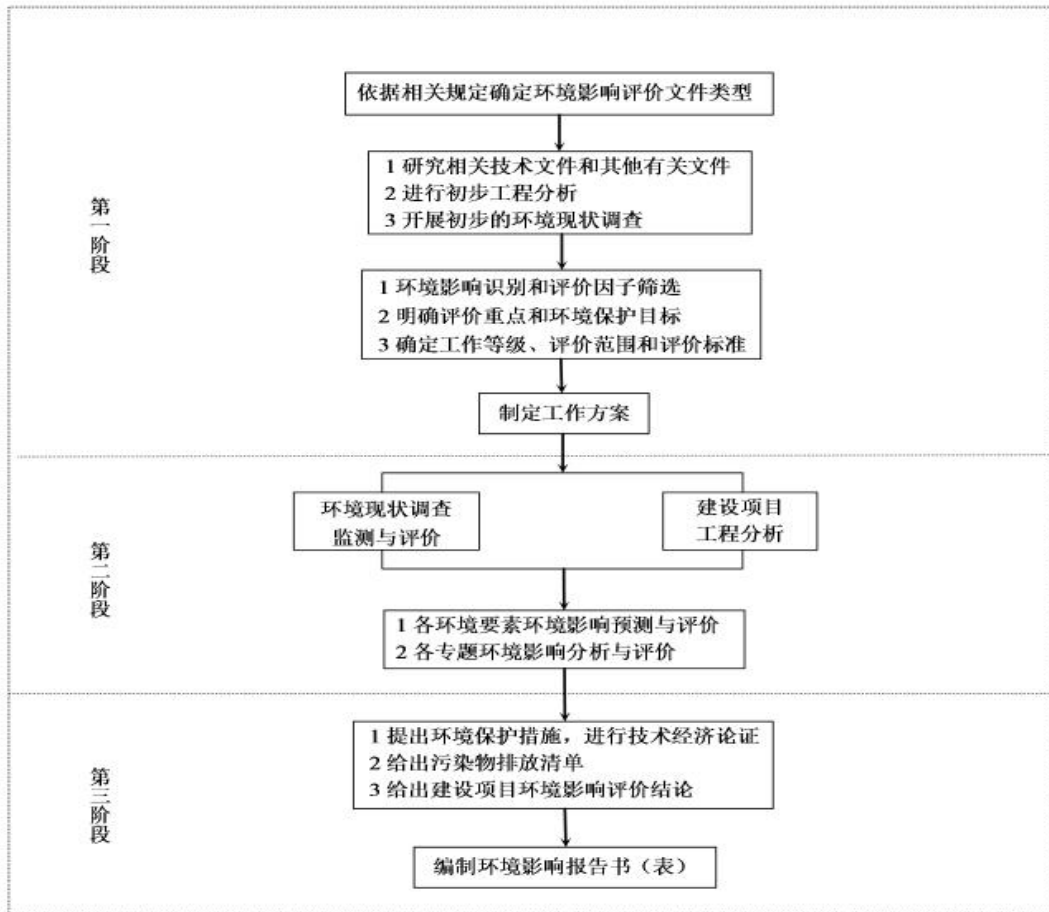 依据相关规定确定环境影响评价文件类型
1 研究相关技术文件和其他有关文件
2 进行初步工程分析
3 开展初步的环境现状调查
第一阶段
1 环境影响识别和评价因子筛选
2 明确评价重点和环境保护目标
3 确定工作等级、评价范围和评价标准
制定工作方案
环境现状调查
监测与评价
建设项目
工程分析
第二阶段
1 各环境要素环境影响预测与评价
2 各专题环境影响分析与评价
1 提出环境保护措施，进行技术经济论证
2 给出污染物排放清单
3 给出建设项目环境影响评价结论
第三阶段
编制环境影响报告书（表）